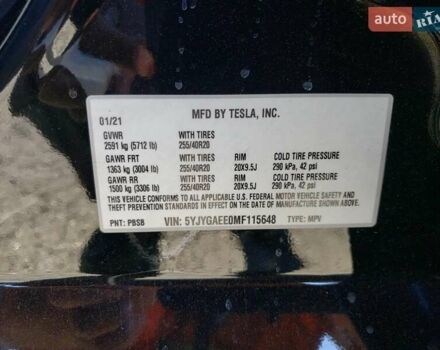 auto RIA
MFD BY TESLA, INC.
01/21
GVWR WITH TIRES
2591 kg (5712 lb) 255/40R20
GAWR FRT WITH TIRES RIM COLD TIRE PRESSURE
1363 kg (3004 lb) 255/40R20 20X9.5J 290 kPa, 42 psi
GAWR RR WITH TIRES RIM COLD TIRE PRESSURE
1500 kg (3306 lb) 255/40R20 20X9.5J 290 kPa, 42 psi
THIS VEHICLE CONFORMS TO ALL APPLICABLE U.S. FEDERAL MOTOR VEHICLE SAFETY
AND THEFT PREVENTION STANDARDS IN EFFECT ON THE DATE OF
MANUFACTURE SHOWN ABOVE.
PNT: PBSB VIN: 5YJYGAEE0MF115648 TYPE: MPV